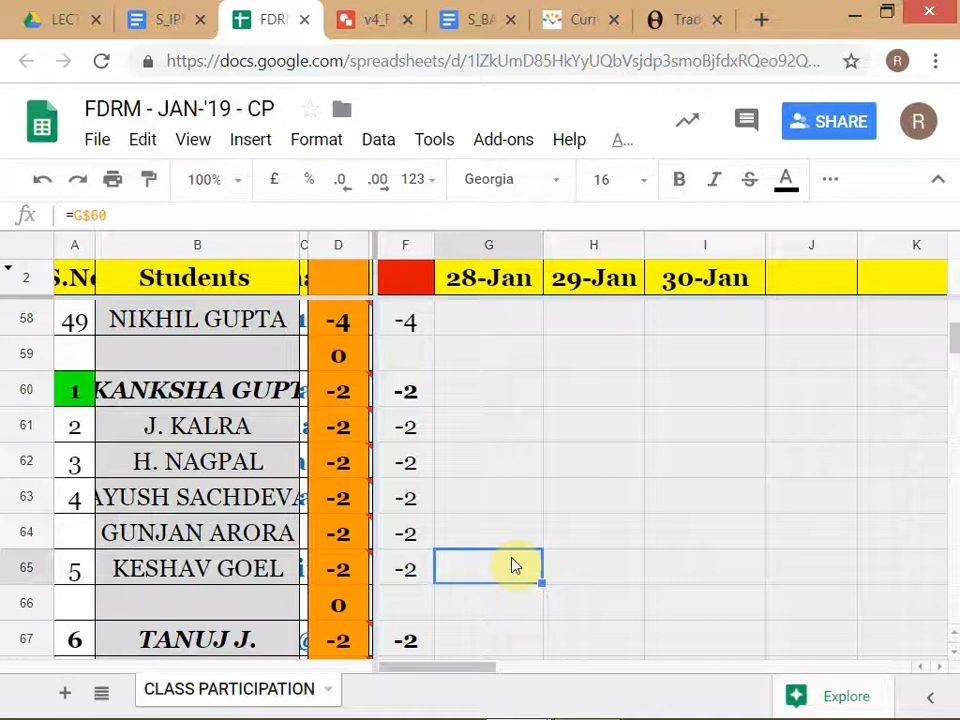 LECT
S_IPI
FDRM
v4_F
S_BA
Curr
Trad
https://docs.google.com/spreadsheets/d/1lZkUmD85HkYyUQbVsjdp3smoBjfdxRQeo92Q...
R
FDRM - JAN-'19 - CP
File Edit View Insert Format Data Tools Add-ons Help A...
SHARE
R
100% £ % .0 .00 123 Georgia 16 B I S A
fx =G$60
A B C D F G H I J K
2 S.No Students 28-Jan 29-Jan 30-Jan
58 49 NIKHIL GUPTA -4 -4
59 0
60 1 KANKSHA GUPT -2 -2
61 2 J. KALRA -2 -2
62 3 H. NAGPAL -2 -2
63 4 AYUSH SACHDEVA -2 -2
64 GUNJAN ARORA -2 -2
65 5 KESHAV GOEL -2 -2
66 0
67 6 TANUJ J. @ -2 -2
CLASS PARTICIPATION
Explore